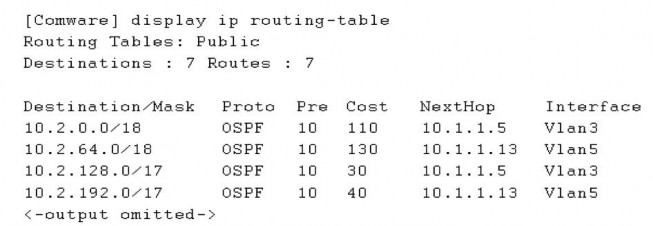 [Comware] display ip routing-table
Routing Tables: Public
Destinations : 7 Routes : 7
Destination/Mask Proto Pre Cost NextHop Interface
10.2.0.0/18 OSPF 10 110 10.1.1.5 Vlan3
10.2.64.0/18 OSPF 10 130 10.1.1.13 Vlan5
10.2.128.0/17 OSPF 10 30 10.1.1.5 Vlan3
10.2.192.0/17 OSPF 10 40 10.1.1.13 Vlan5
<-output omitted->